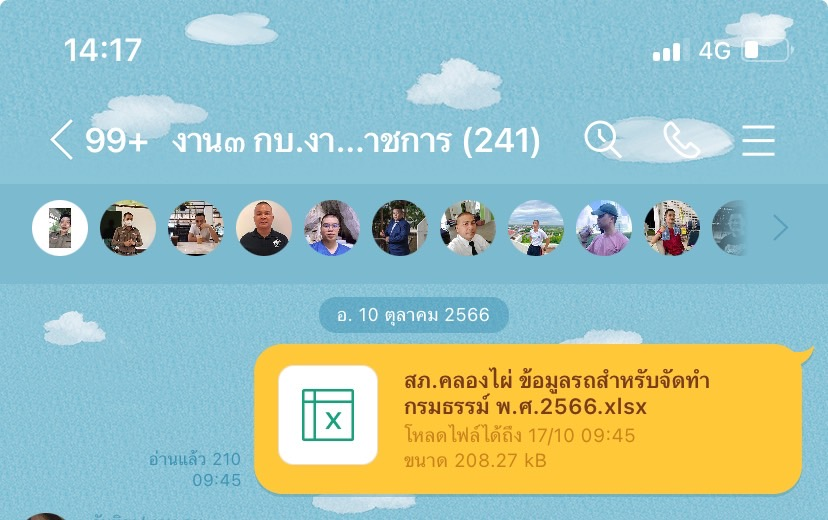 14:17
4G
99+ งาน๓ กบ.งา...าชการ (241)
อ. 10 ตุลาคม 2566
สภ.คลองไผ่ ข้อมูลรถสำหรับจัดทำ
กรมธรรม์ พ.ศ.2566.xlsx
โหลดไฟล์ได้ถึง 17/10 09:45
ขนาด 208.27 kB
อ่านแล้ว 210
09:45